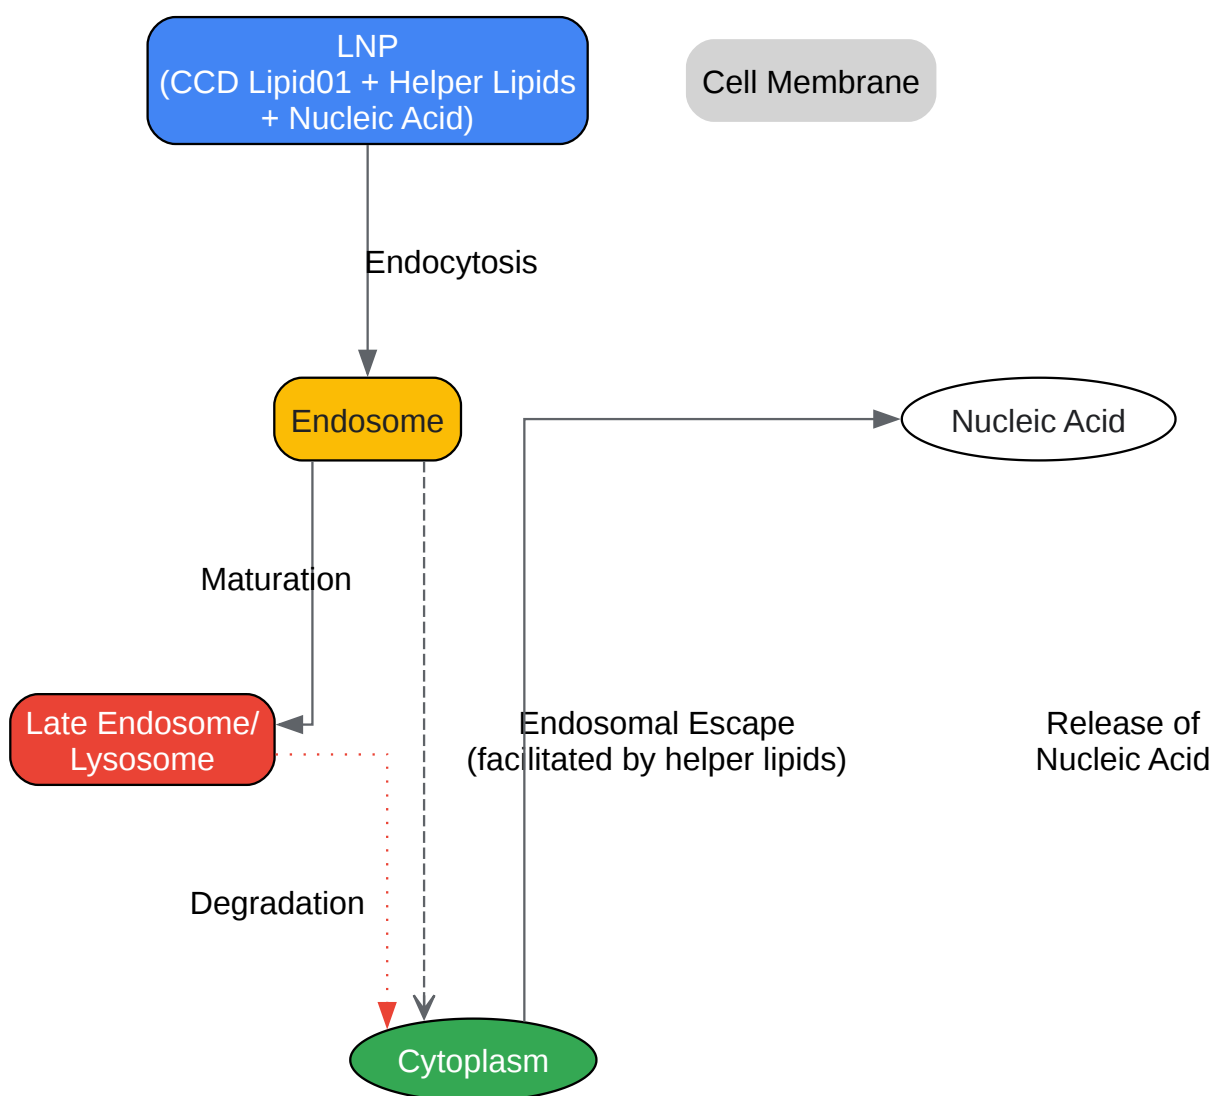 LNP
(CCD Lipid01 + Helper Lipids
+ Nucleic Acid)
Cell Membrane
Endocytosis
Endosome
Nucleic Acid
Maturation
Late Endosome/
Lysosome
Endosomal Escape
(facilitated by helper lipids)
Release of
Nucleic Acid
Degradation
Cytoplasm